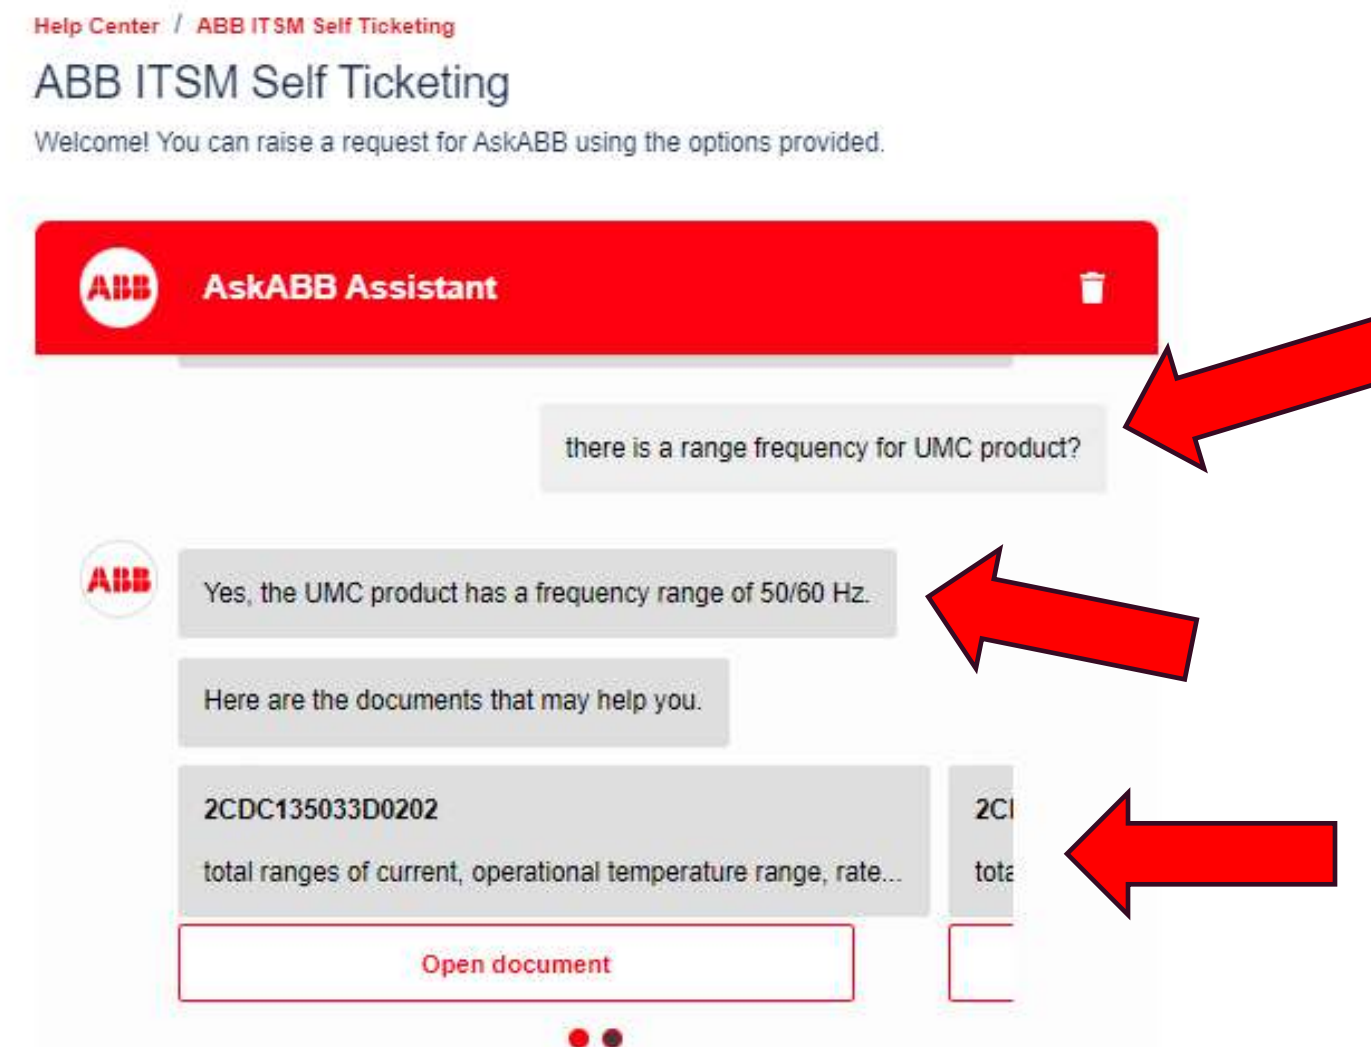 Help Center / ABB ITSM Self Ticketing
ABB ITSM Self Ticketing
Welcome! You can raise a request for AskABB using the options provided.
ABB AskABB Assistant
there is a range frequency for UMC product?
ABB Yes, the UMC product has a frequency range of 50/60 Hz.
Here are the documents that may help you.
2CDC135033D0202
total ranges of current, operational temperature range, rate...
Open document